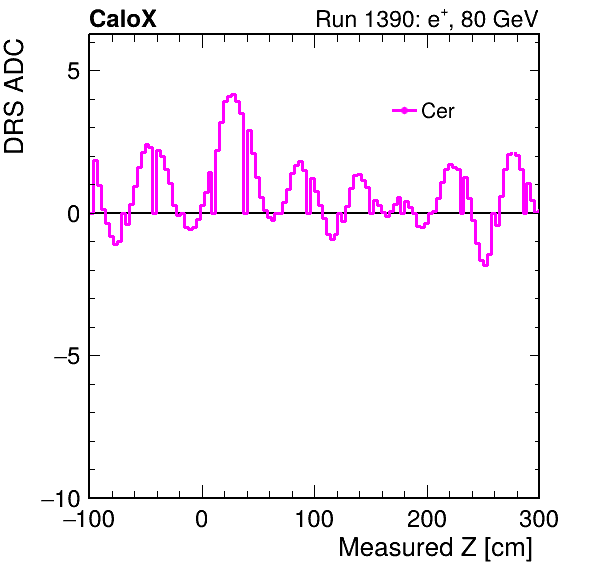 CaloX
Run 1390: e+, 80 GeV
DRS ADC
5
Cer
0
−5
−10
−100 0 100 200 300
Measured Z [cm]